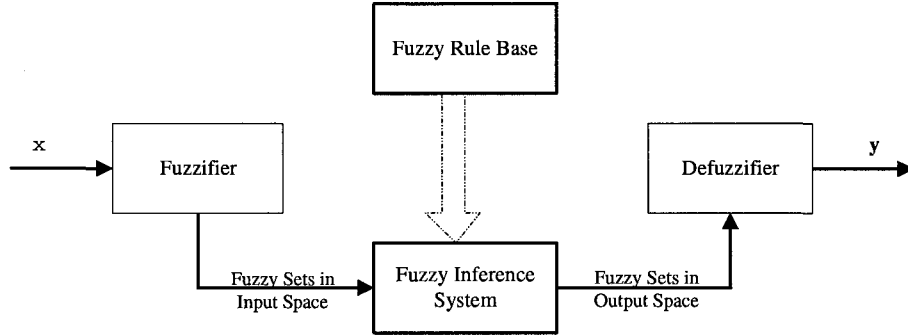 Fuzzy Rule Base
x
Fuzzifier
Defuzzifier
y
Fuzzy Sets in
Input Space
Fuzzy Inference
System
Fuzzy Sets in
Output Space